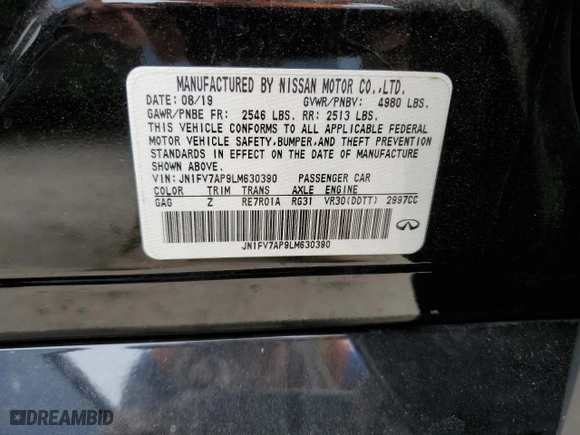 MANUFACTURED BY NISSAN MOTOR CO.,LTD.
DATE: 08/19 GVWR/PNBV: 4980 LBS.
GAWR/PNBE FR: 2546 LBS. RR: 2513 LBS.
THIS VEHICLE CONFORMS TO ALL APPLICABLE FEDERAL
MOTOR VEHICLE SAFETY,BUMPER,AND THEFT PREVENTION
STANDARDS IN EFFECT ON THE DATE OF MANUFACTURE
SHOWN ABOVE.
VIN: JN1FV7AP9LM630390 PASSENGER CAR
COLOR TRIM TRANS AXLE ENGINE
GAG Z RE7R01A RG31 VR30(DDTT) 2997CC
JN1FV7AP9LM630390
DREAMBID